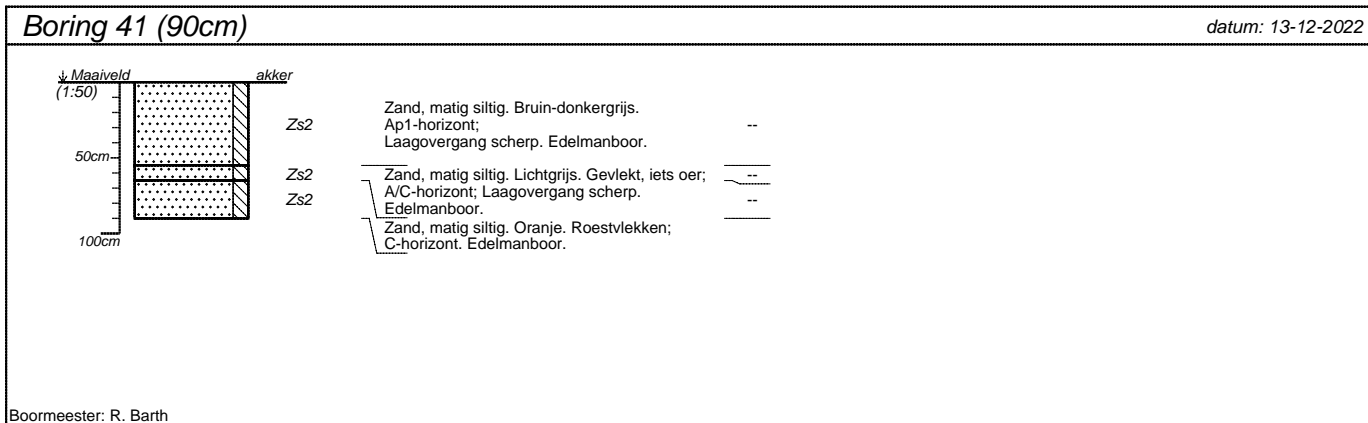 Boring 41 (90cm)
datum: 13-12-2022
Maaiveld
akker
(1:50)
50cm
100cm
Zs2
Zand, matig siltig. Bruin-donkergrijs.
Ap1-horizont;
Laagovergang scherp. Edelmanboor.
--
Zs2
Zand, matig siltig. Lichtgrijs. Gevlekt, iets oer;
A/C-horizont; Laagovergang scherp.
Edelmanboor.
--
Zs2
Zand, matig siltig. Oranje. Roestvlekken;
C-horizont. Edelmanboor.
--
Boormeester: R. Barth